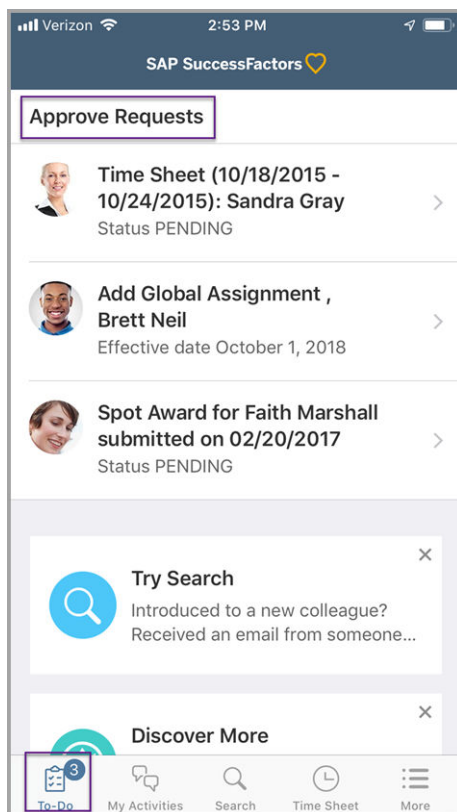 Verizon 2:53 PM
SAP SuccessFactors
Approve Requests
Time Sheet (10/18/2015 -
10/24/2015): Sandra Gray
Status PENDING
Add Global Assignment ,
Brett Neil
Effective date October 1, 2018
Spot Award for Faith Marshall
submitted on 02/20/2017
Status PENDING
Try Search
Introduced to a new colleague?
Received an email from someone...
Discover More
3
To-Do My Activities Search Time Sheet More